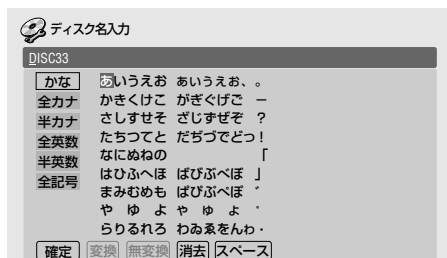 ディスク名入力
DISC33
かな あいうえお ぁぃぅぇぉ、。
全カナ かきくけこ がぎぐげご ー
半カナ さしすせそ ざじずぜぞ ?
全英数 たちつてと だぢづでどっ!
半英数 なにぬねの 「
全記号 はひふへほ ばびぶべぼ 」
まみむめも ぱぴぷぺぽ ゛
や ゆ よ ゃ ゅ ょ ゜
らりるれろ わゐゑをんゎ・
確定 変換 無変換 消去 スペース